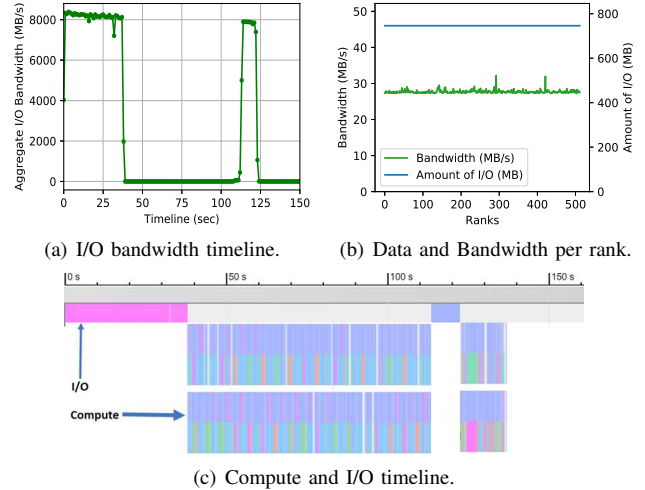 8000
6000
4000
2000
0
Aggregate I/O Bandwidth (MB/s)
0 25 50 75 100 125 150
Timeline (sec)
50
40
30
20
10
0
Bandwidth (MB/s)
800
600
400
200
0
Amount of I/O (MB)
Bandwidth (MB/s)
Amount of I/O (MB)
0 100 200 300 400 500
Ranks
(a) I/O bandwidth timeline.
(b) Data and Bandwidth per rank.
0 s 50 s 100 s 150 s
I/O
Compute
(c) Compute and I/O timeline.